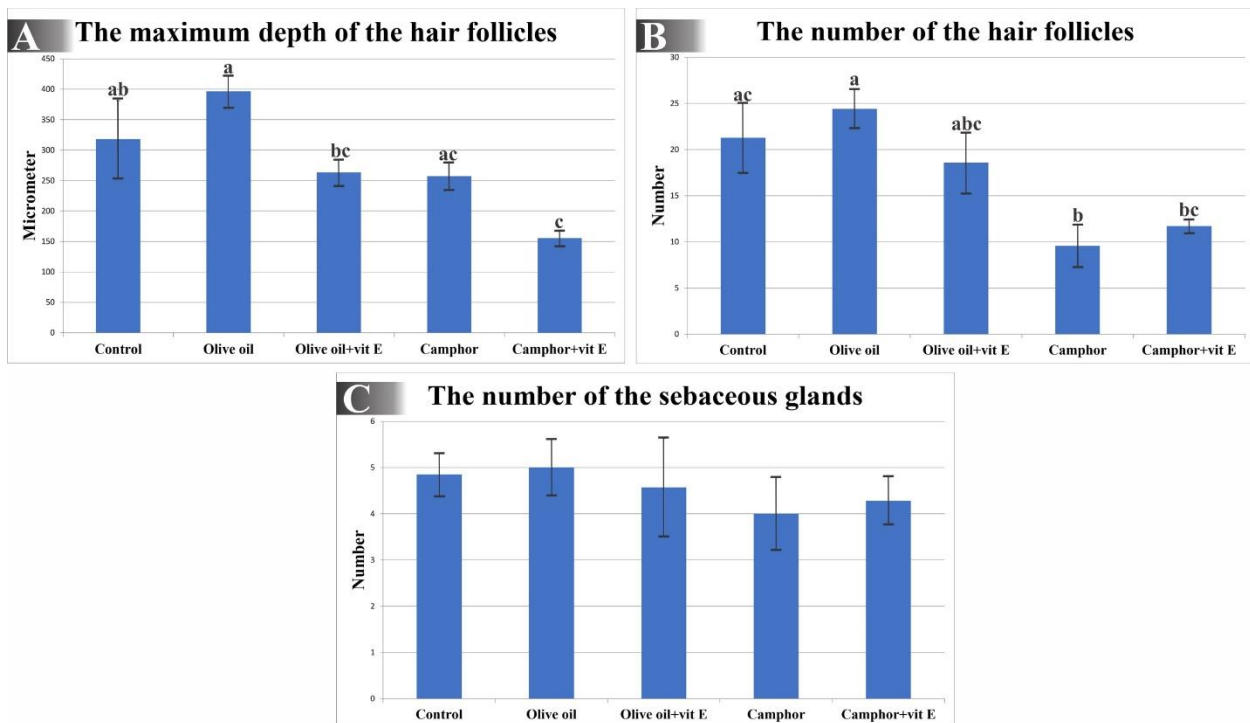 A The maximum depth of the hair follicles
Micrometer
450
400
350
300
250
200
150
100
50
0
ab
a
bc
ac
c
Control Olive oil Olive oil+vit E Camphor Camphor+vit E
B The number of the hair follicles
Number
30
25
20
15
10
5
0
ac
a
abc
b
bc
Control Olive oil Olive oil+vit E Camphor Camphor+vit E
C The number of the sebaceous glands
Number
6
5
4
3
2
1
0
Control Olive oil Olive oil+vit E Camphor Camphor+vit E